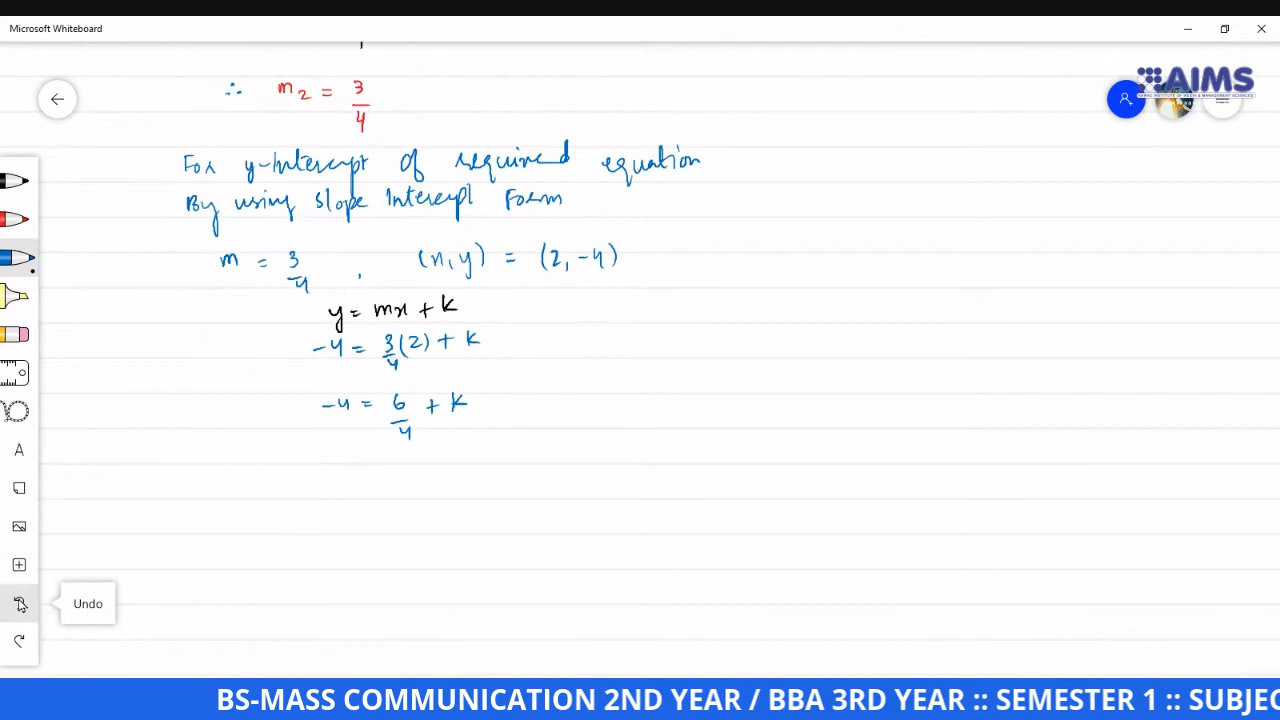 Microsoft Whiteboard
AIMS
∴ m2 = 3/4
For y-Intercept of required equation
By using Slope Intercept Form
m = 3/4 , (x,y) = (2,-4)
y = mx + k
-4 = 3/4 (2) + k
-4 = 6/4 + k
A
Undo
BS-MASS COMMUNICATION 2ND YEAR / BBA 3RD YEAR :: SEMESTER 1 :: SUBJEC